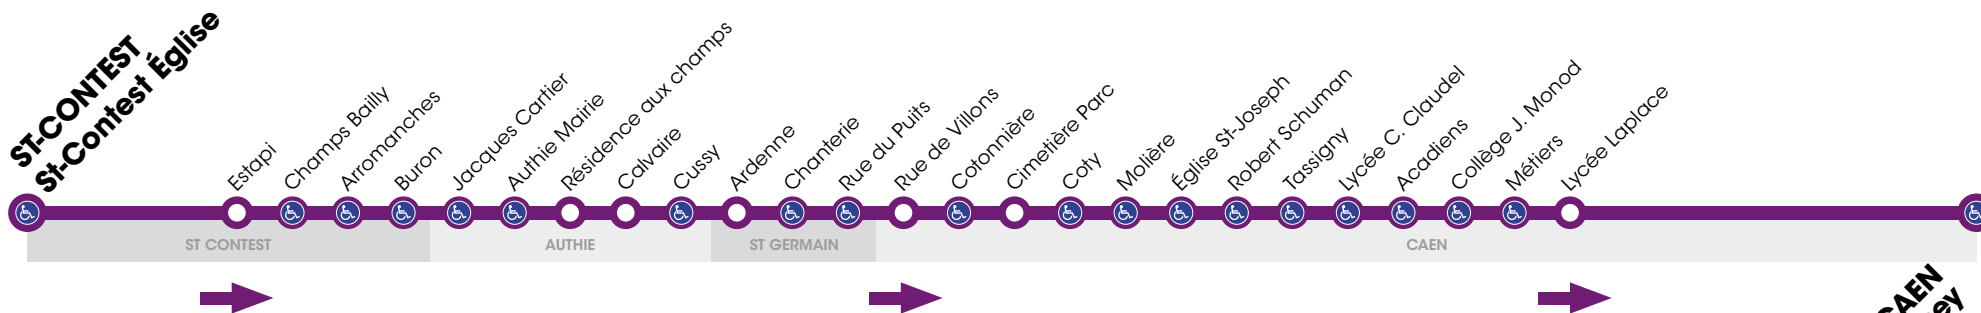 ST-CONTEST
St-Contest Église
Estapi
Champs Bailly
Arromanches
Buron
Jacques Cartier
Authie Mairie
Résidence aux champs
Calvaire
Cussy
Ardenne
Chanterie
Rue du Puits
Rue de Villons
Cotonnière
Cimetière Parc
Coty
Molière
Église St-Joseph
Robert Schuman
Tassigny
Lycée C. Claudel
Acadiens
Collège J. Monod
Métiers
Lycée Laplace
ST CONTEST
AUTHIE
ST GERMAIN
CAEN
CAEN